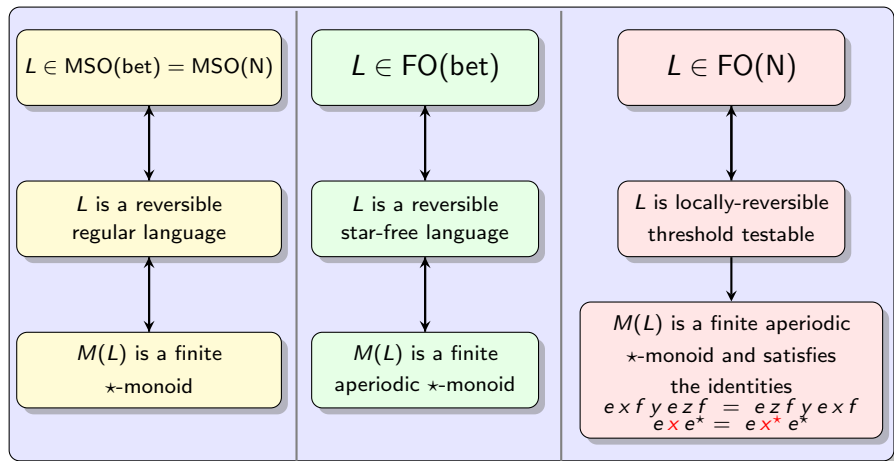 L ∈ MSO(bet) = MSO(N)
L is a reversible
regular language
M(L) is a finite
⋆-monoid
L ∈ FO(bet)
L is a reversible
star-free language
M(L) is a finite
aperiodic ⋆-monoid
L ∈ FO(N)
L is locally-reversible
threshold testable
M(L) is a finite aperiodic
⋆-monoid and satisfies
the identities
e x f y e z f = e z f y e x f
e x e⋆ = e x⋆ e⋆